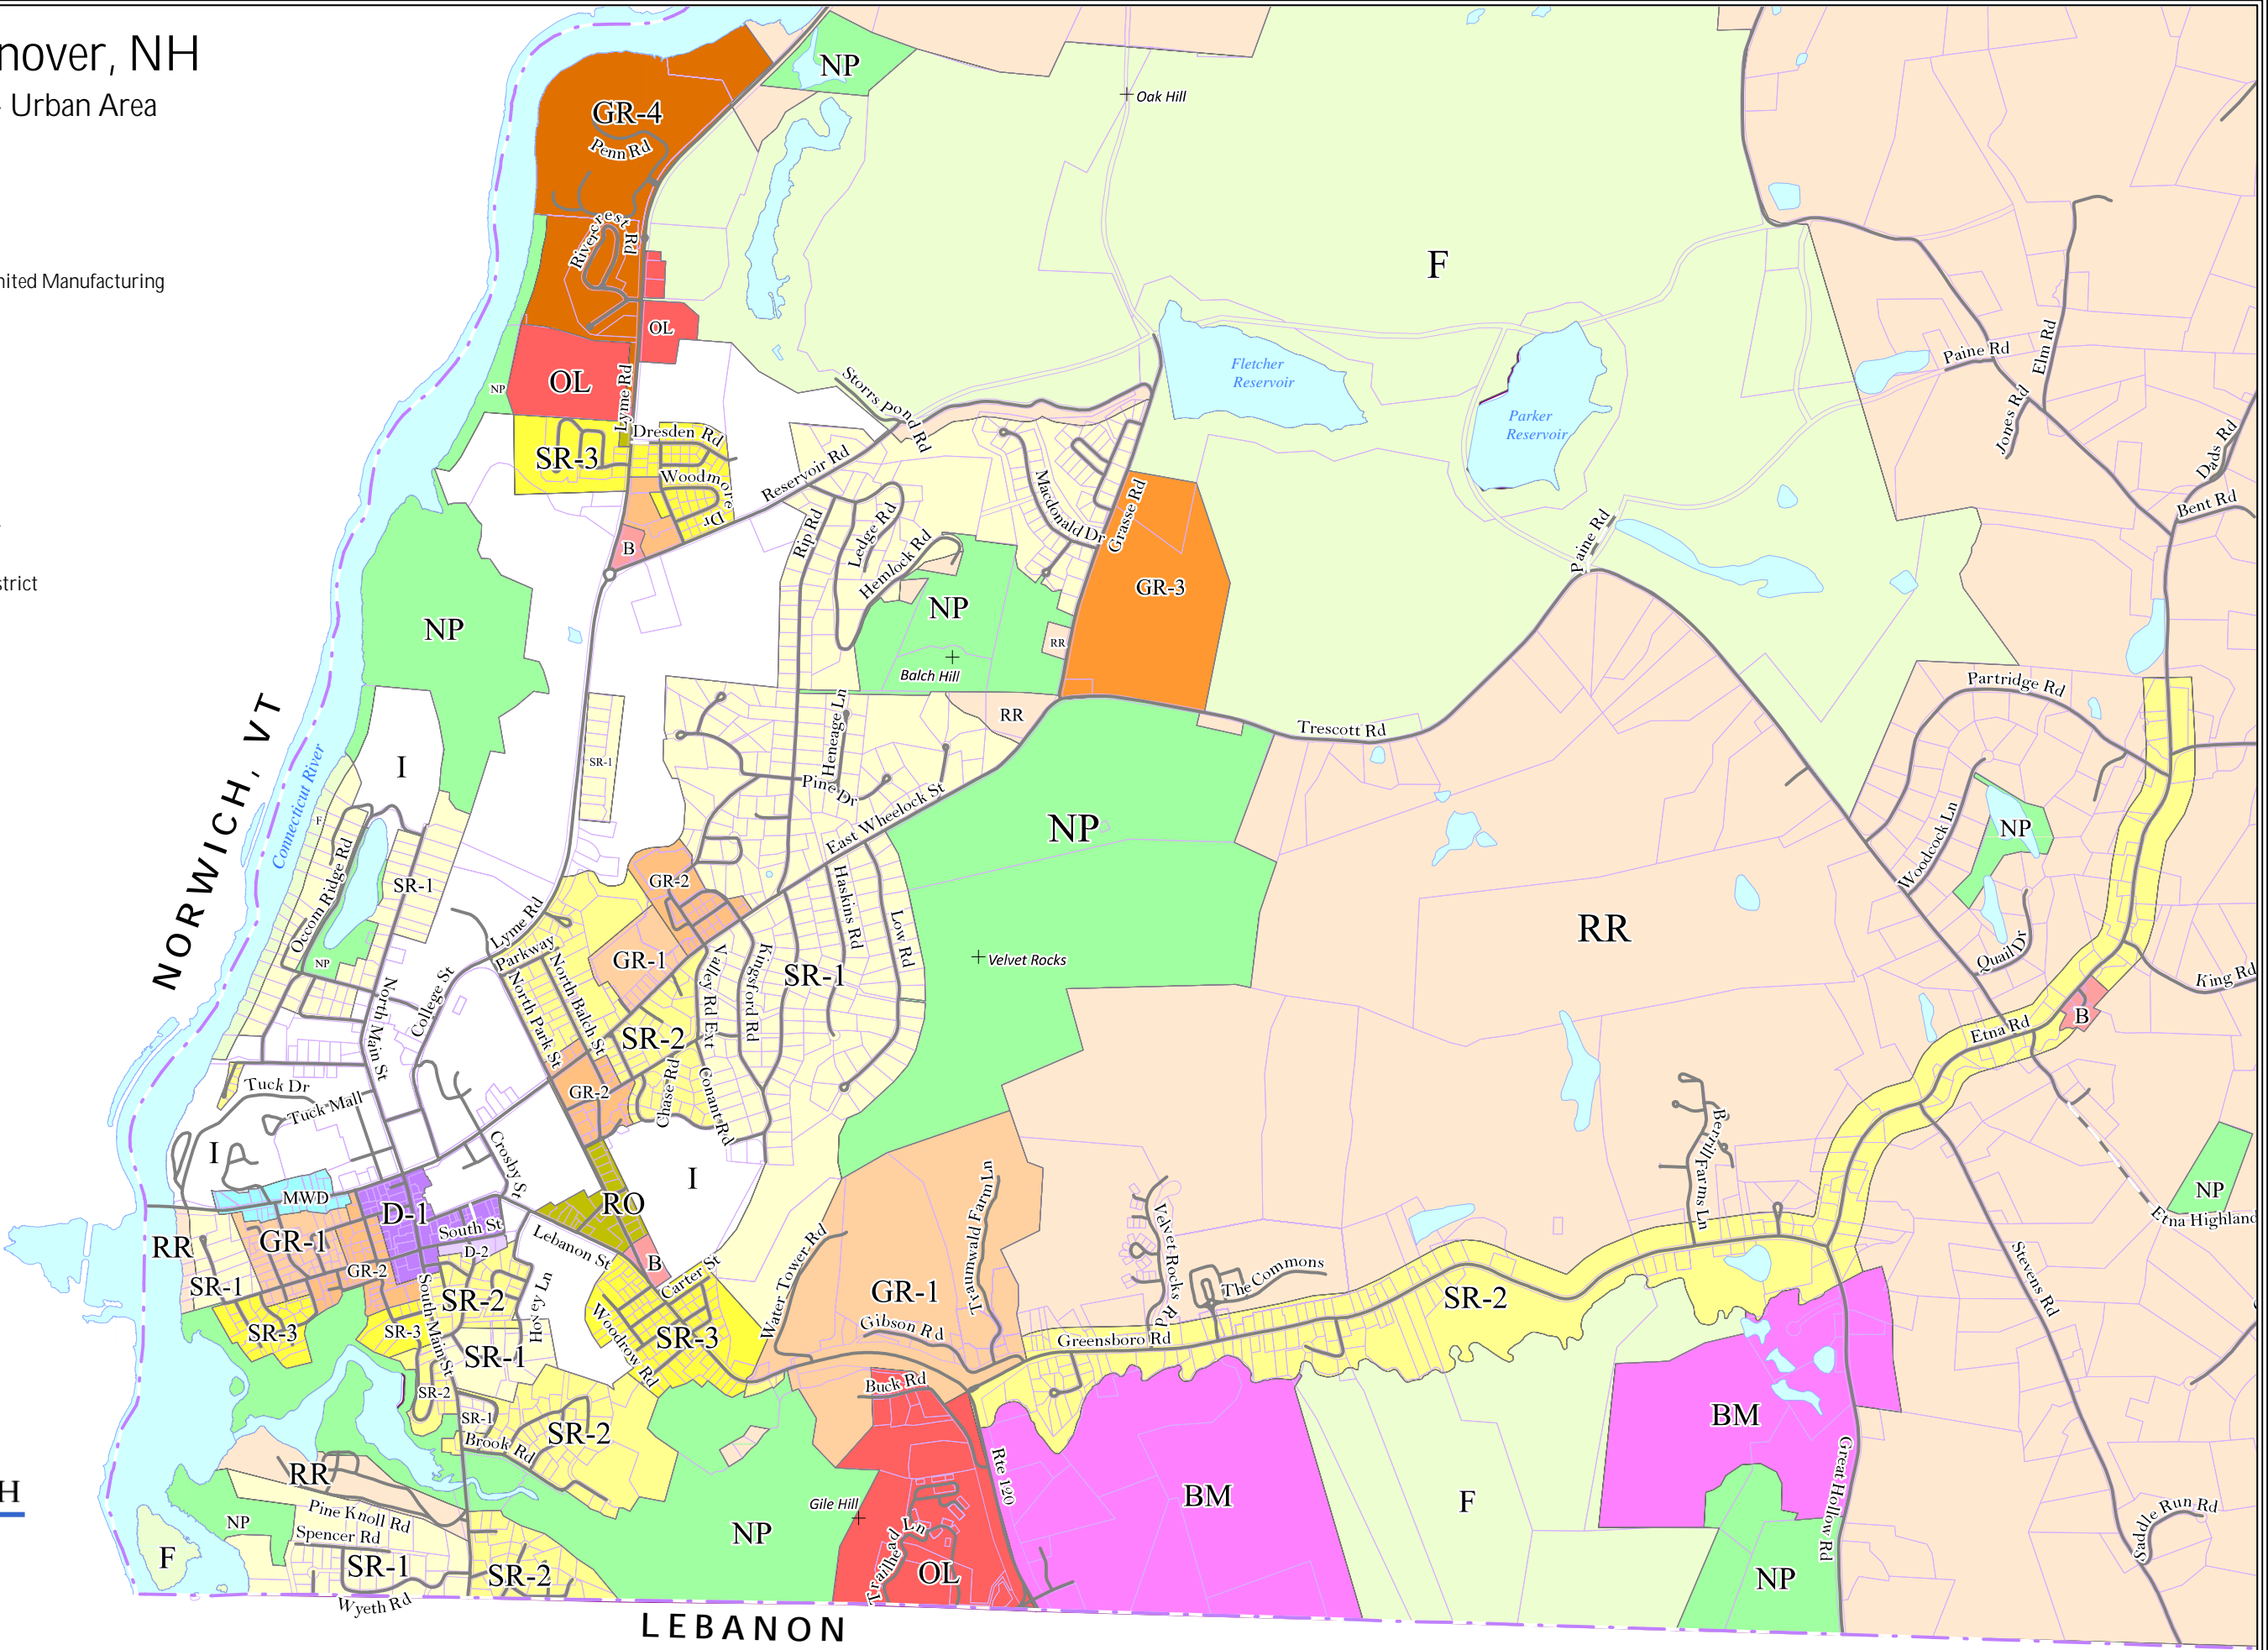 nover, NH
Urban Area
nited Manufacturing
strict
H
NORWICH, VT
Connecticut River
LEBANON
NP
GR-4
Penn Rd
Oak Hill
Rivercrest Rd
OL
F
OL
NP
Lyme Rd
Storrs Pond Rd
Fletcher
Reservoir
Parker
Reservoir
Paine Rd
Elm Rd
Jones Rd
Dads Rd
Bent Rd
SR-3
Dresden Rd
Woodmore Dr
Reservoir Rd
B
Rip Rd
Ledge Rd
Hemlock Rd
Macdonald Dr
Grasse Rd
GR-3
Paine Rd
NP
NP
RR
Balch Hill
Partridge Rd
RR
Trescott Rd
Heneage Ln
SR-1
I
Pine Dr
East Wheelock St
F
NP
NP
Woodcock Ln
Occom Ridge Rd
SR-1
GR-2
Haskins Rd
Low Rd
Lyme Rd
Parkway
RR
Quail Dr
Velvet Rocks
GR-1
SR-1
NP
North Main St
College St
North Park St
North Balch St
Valley Rd Ext
Kingsford Rd
King Rd
B
Etna Rd
SR-2
Tuck Dr
Tuck Mall
GR-2
Chase Rd
Conant Rd
Berrill Farms Ln
I
Crosby St
I
MWD
RO
D-1
NP
Etna Highland
RR
GR-1
South St
D-2
Lebanon St
Water Tower Rd
Traumwald Farm Ln
Velvet Rocks Rd
The Commons
Stevens Rd
SR-1
GR-2
B
Carter St
GR-1
SR-2
SR-2
Hovey Ln
South Main St
SR-3
SR-3
SR-1
Woodrow Rd
SR-3
Gibson Rd
Greensboro Rd
SR-2
Buck Rd
SR-1
SR-2
Brook Rd
BM
Great Hollow Rd
RR
Rte 120
BM
F
Gile Hill
Pine Knoll Rd
NP
Spencer Rd
NP
Saddle Run Rd
F
SR-1
SR-2
Trailhead Ln
OL
NP
Wyeth Rd